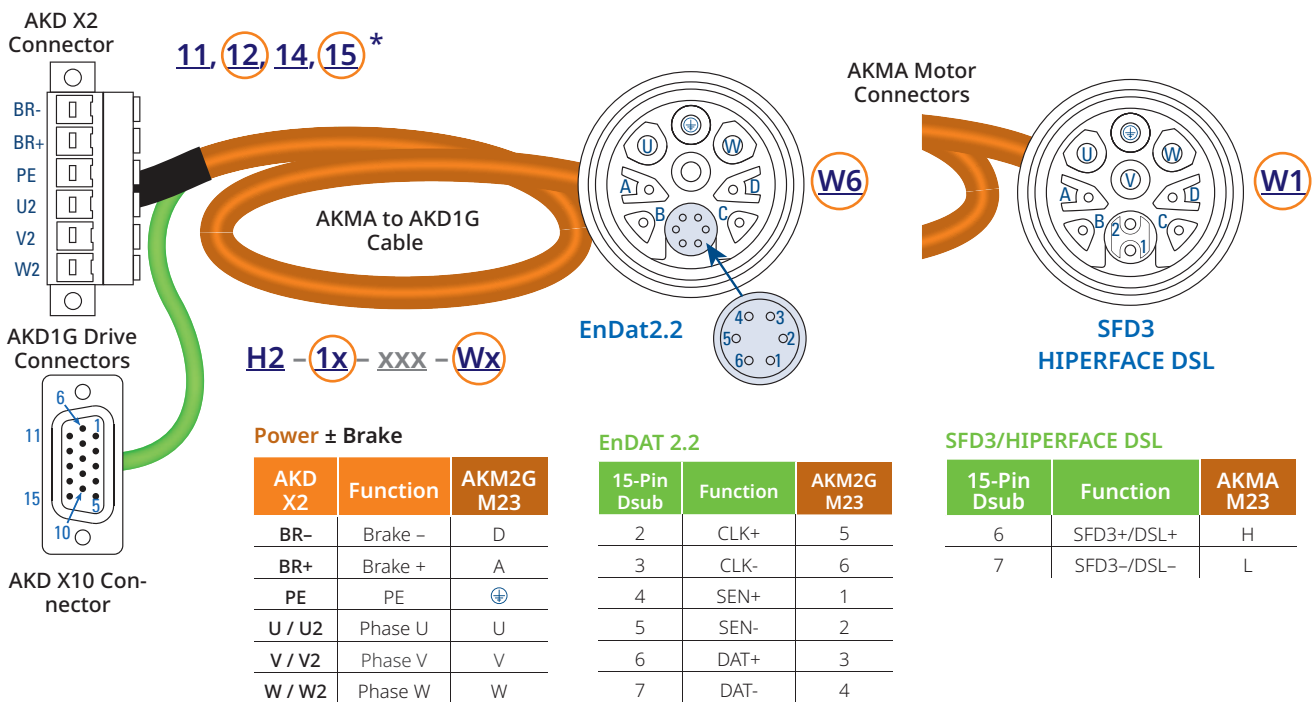 AKD X2
Connector
11, 12, 14, 15 *
BR-
BR+
PE
U2
V2
W2
AKMA to AKD1G
Cable
U
W
A
D
B
C
W6
AKMA Motor
Connectors
U
W
V
A
D
B
C
2
1
W1
EnDat2.2
4
3
5
2
6
1
SFD3
HIPERFACE DSL
AKD1G Drive
Connectors
6
1
11
15
5
10
AKD X10 Con-
nector
H2 – 1x – xxx – Wx
Power ± Brake
AKD X2 Function AKM2G M23
BR– Brake – D
BR+ Brake + A
PE PE
U / U2 Phase U U
V / V2 Phase V V
W / W2 Phase W W
EnDAT 2.2
15-Pin Dsub Function AKM2G M23
2 CLK+ 5
3 CLK- 6
4 SEN+ 1
5 SEN- 2
6 DAT+ 3
7 DAT- 4
SFD3/HIPERFACE DSL
15-Pin Dsub Function AKMA M23
6 SFD3+/DSL+ H
7 SFD3–/DSL– L